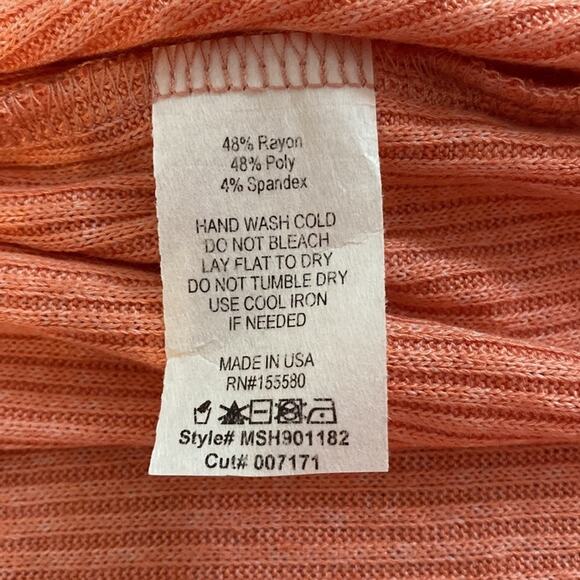 48% Rayon
48% Poly
4% Spandex
HAND WASH COLD
DO NOT BLEACH
LAY FLAT TO DRY
DO NOT TUMBLE DRY
USE COOL IRON
IF NEEDED
MADE IN USA
RN#155580
Style# MSH901182
Cut# 007171